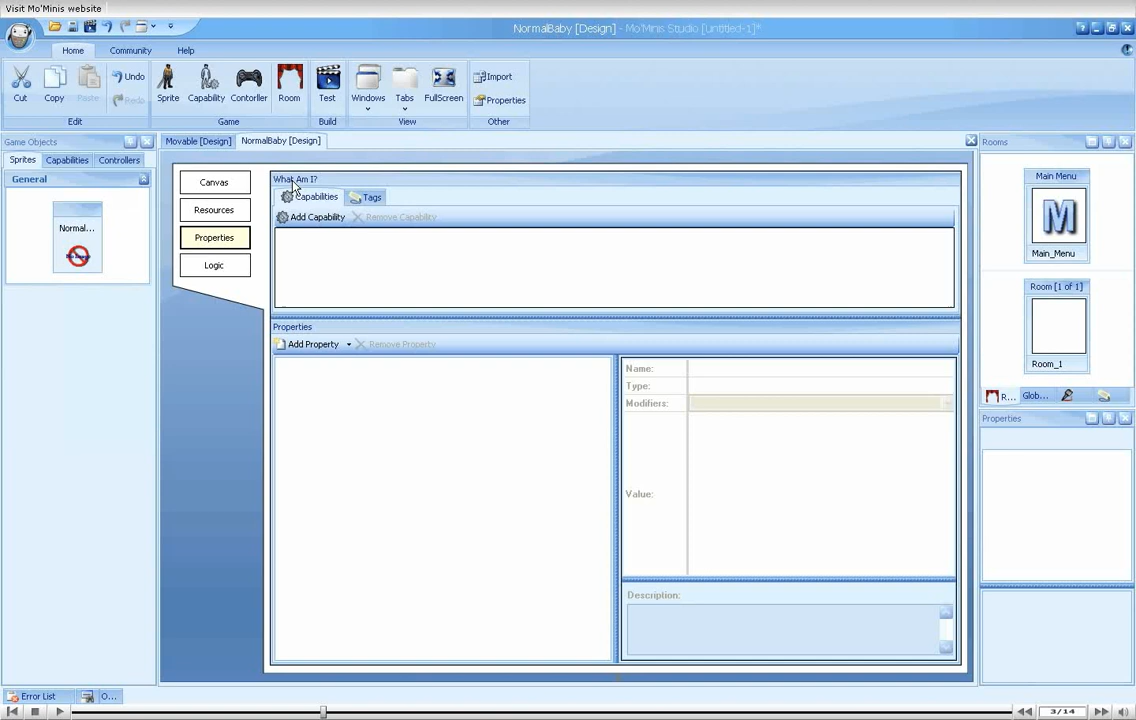 Visit Mo'Minis website
NormalBaby [Design] - Mo'Minis Studio [untitled-1]*
Home
Community
Help
Cut
Copy
Paste
Undo
Redo
Edit
Sprite
Capability
Contorller
Room
Game
Test
Build
Windows
Tabs
FullScreen
View
Import
Properties
Other
Game Objects
Sprites
Capabilities
Controllers
General
Normal...
Movable [Design]
NormalBaby [Design]
Canvas
Resources
Properties
Logic
What Am I?
Capabilities
Tags
Add Capability
Remove Capability
Properties
Add Property
Remove Property
Name:
Type:
Modifiers:
Value:
Description:
Rooms
Main Menu
M
Main_Menu
Room [1 of 1]
Room_1
R...
Glob...
Properties
Error List
O...
3/14